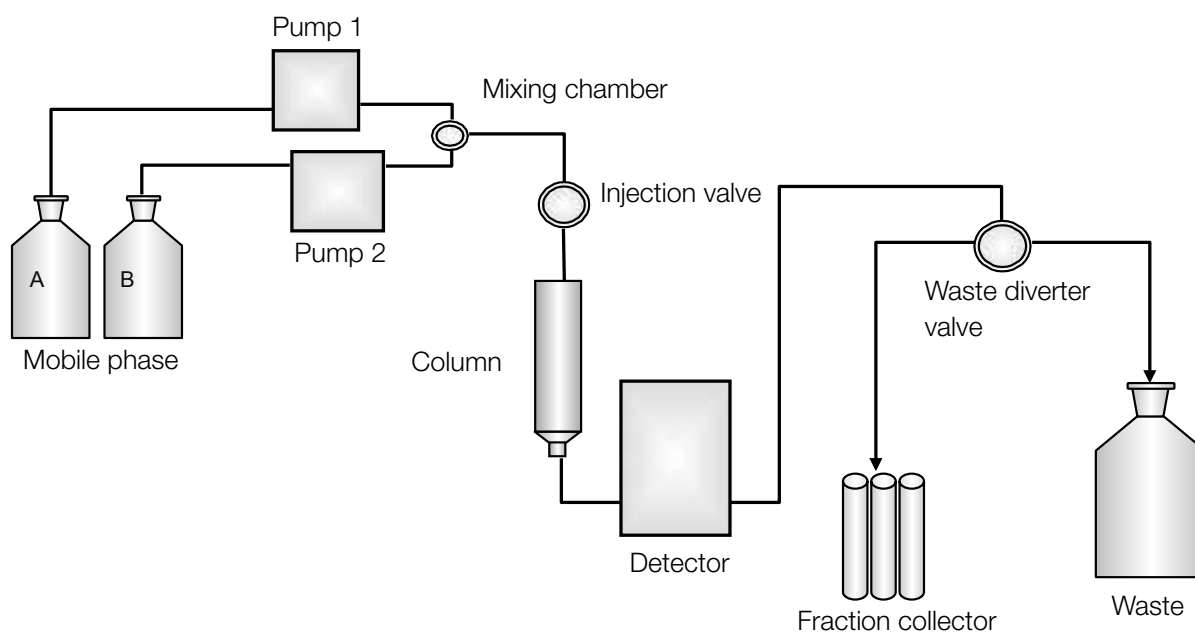 Pump 1
Mixing chamber
Injection valve
Pump 2
A
B
Waste diverter
valve
Mobile phase
Column
Detector
Fraction collector
Waste